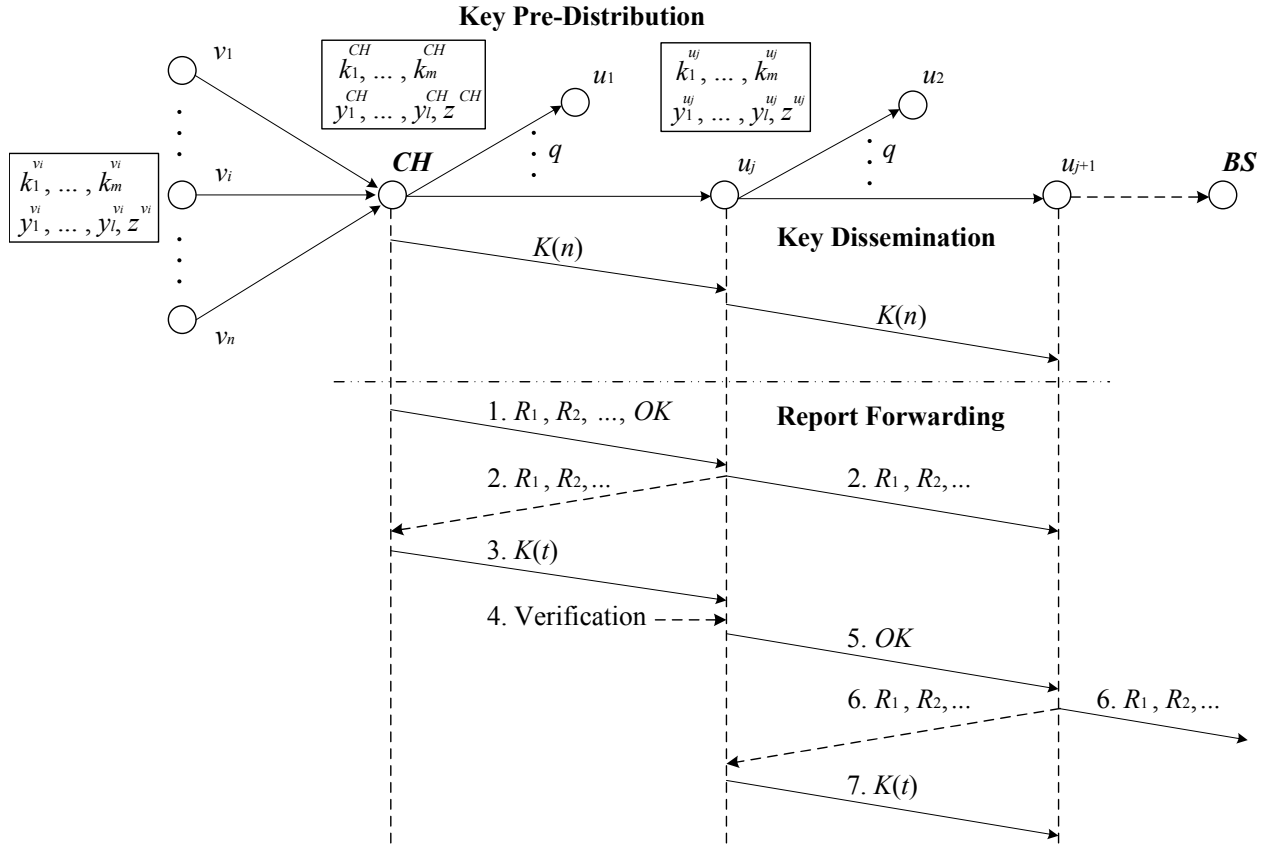 Key Pre-Distribution
v1
k1^CH, ... , km^CH
y1^CH, ... , yl^CH, z^CH
u1
k1^uj, ... , km^uj
y1^uj, ... , yl^uj, z^uj
u2
k1^vi, ... , km^vi
y1^vi, ... , yl^vi, z^vi
vi
CH
q
uj
q
uj+1
BS
vn
Key Dissemination
K(n)
K(n)
1. R1, R2, ..., OK
Report Forwarding
2. R1, R2,...
2. R1, R2,...
3. K(t)
4. Verification
5. OK
6. R1, R2,...
6. R1, R2,...
7. K(t)